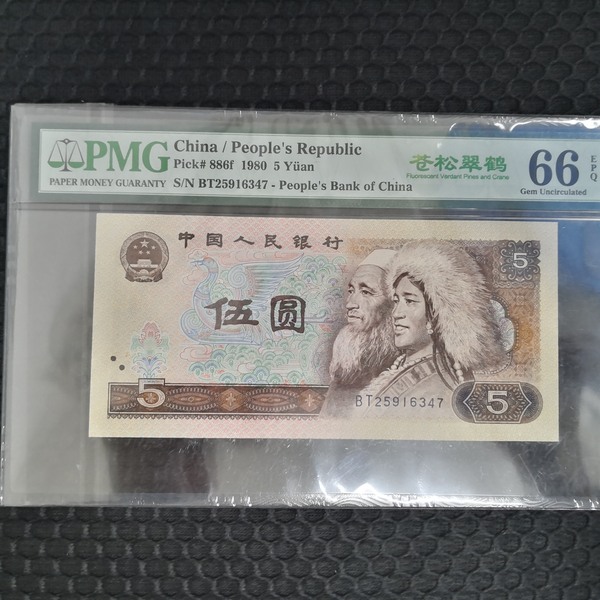 PMG
PAPER MONEY GUARANTY
China / People's Republic
Pick# 886f 1980 5 Yüan
S/N BT25916347 - People's Bank of China
苍松翠鹤
Fluorescent Verdant Pines and Crane
66
EPQ
Gem Uncirculated
中国人民银行
5
伍圆
BT25916347
5
5